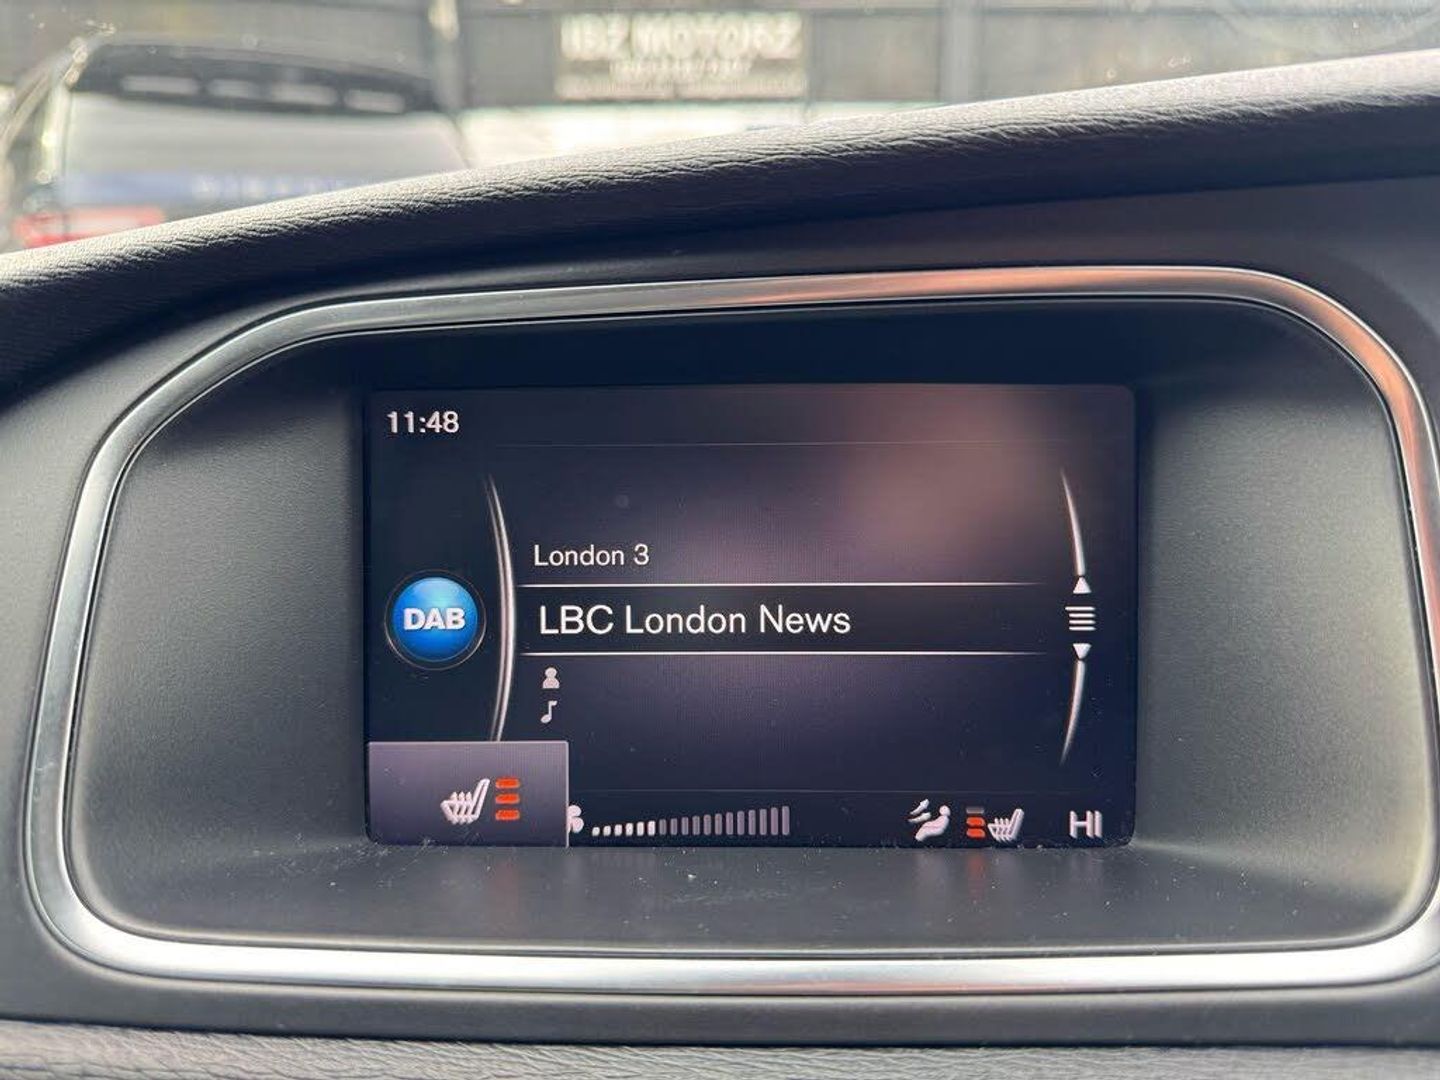 11:48
London 3
DAB
LBC London News
HI